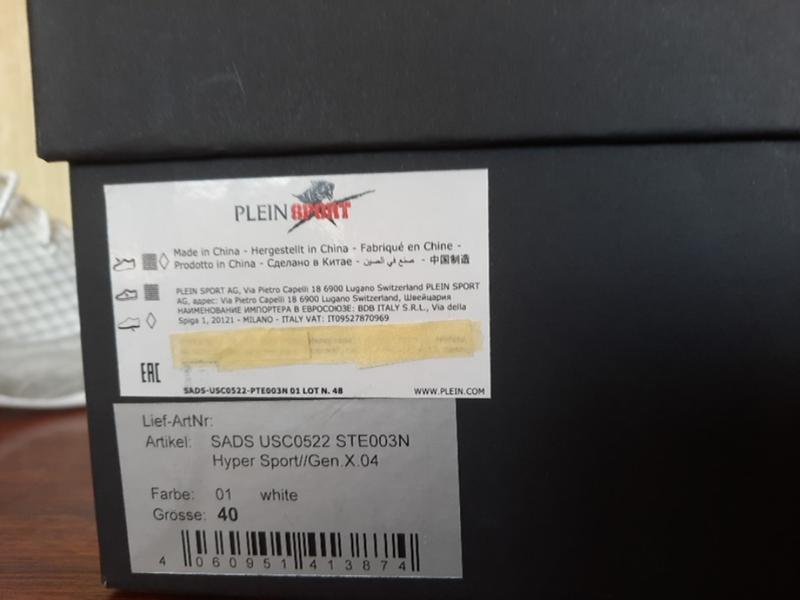 PLEIN SPORT
Made in China - Hergestellt in China - Fabriqué en Chine -
Prodotto in China - Сделано в Китае - صنع في الصين - 中国制造
PLEIN SPORT AG, Via Pietro Capelli 18 6900 Lugano Switzerland PLEIN SPORT
AG, адрес: Via Pietro Capelli 18 6900 Lugano Switzerland, Швейцария
НАИМЕНОВАНИЕ ИМПОРТЕРА В ЕВРОСОЮЗЕ: BDB ITALY S.R.L., Via della
Spiga 1, 20121 - MILANO - ITALY VAT: IT09527870969
EAC
SADS-USC0522-PTE003N 01 LOT N. 48
WWW.PLEIN.COM
Lief-ArtNr:
Artikel: SADS USC0522 STE003N
Hyper Sport//Gen.X.04
Farbe: 01 white
Grösse: 40
4 060951 413874